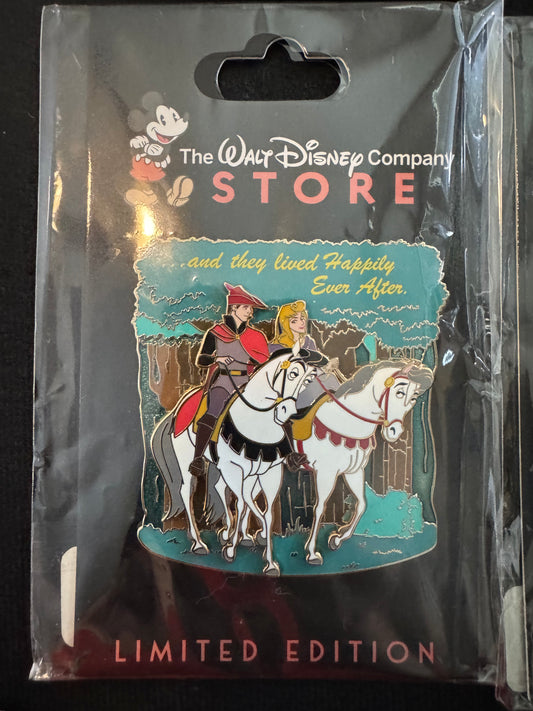 The WALT DISNEY Company
STORE
...and they lived Happily
Ever After.
LIMITED EDITION